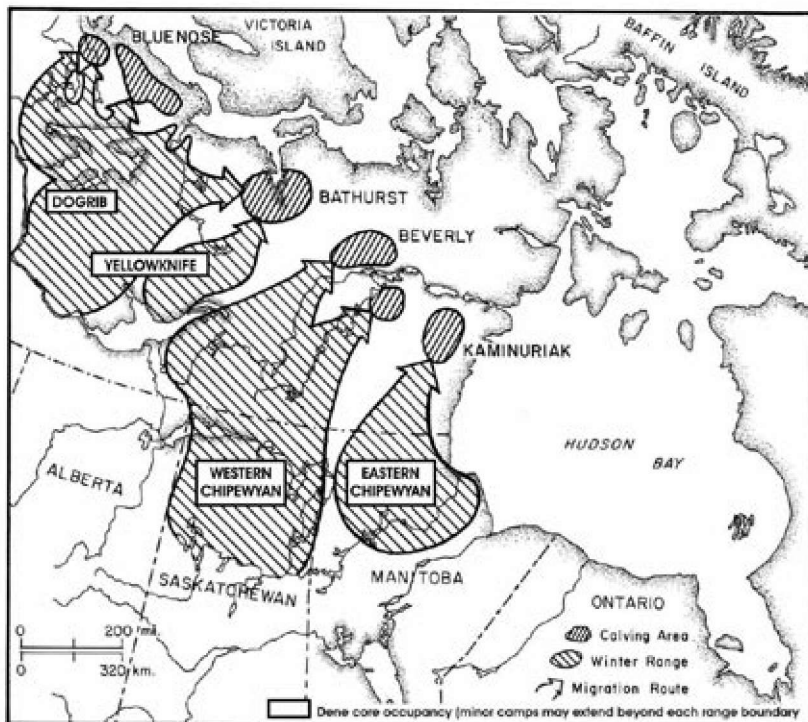 BLUENOSE
VICTORIA
ISLAND
BAFFIN
ISLAND
DOGRIB
BATHURST
YELLOWKNIFE
BEVERLY
KAMINURIAK
HUDSON
BAY
ALBERTA
WESTERN
CHIPEWYAN
EASTERN
CHIPEWYAN
SASKATCHEWAN
MANITOBA
ONTARIO
0 200 mi.
320 km.
Calving Area
Winter Range
Migration Route
Dene core occupancy (minor camps may extend beyond each range boundary